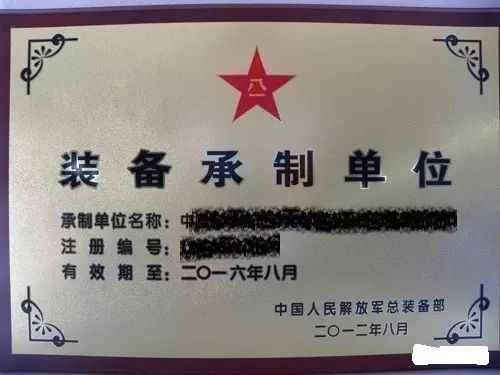 八一
装备承制单位
承制单位名称：中
注册编号：
有效期至：二〇一六年八月
中国人民解放军总装备部
二〇一二年八月